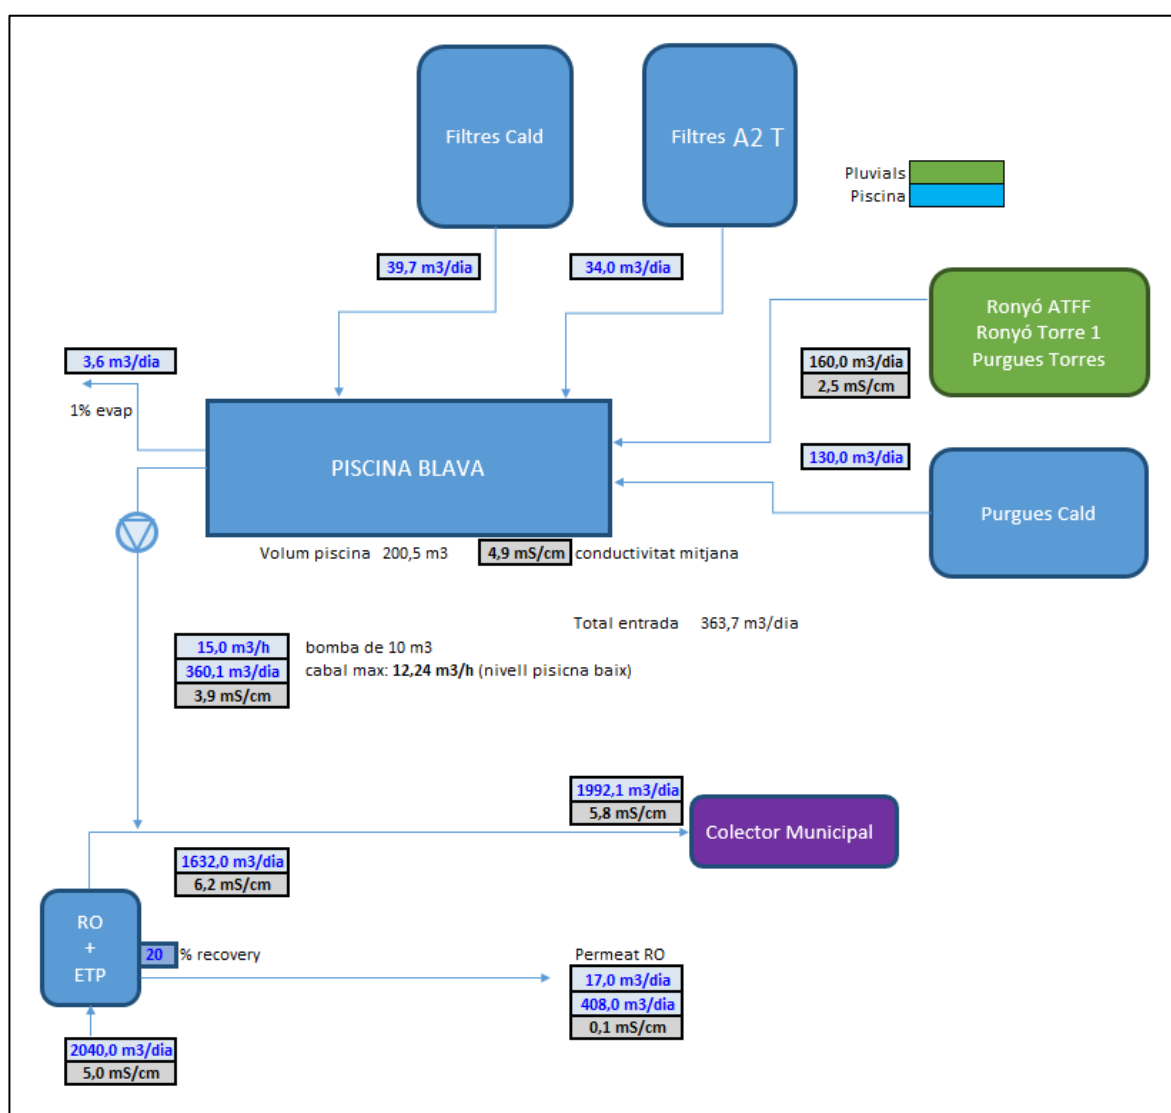 Filtres Cald
Filtres A2 T
Pluvials
Piscina
39,7 m3/dia
34,0 m3/dia
Ronyó ATFF
Ronyó Torre 1
Purgues Torres
3,6 m3/dia
160,0 m3/dia
2,5 mS/cm
1% evap
PISCINA BLAVA
130,0 m3/dia
Purgues Cald
Volum piscina 200,5 m3 4,9 mS/cm conductivitat mitjana
Total entrada 363,7 m3/dia
15,0 m3/h bomba de 10 m3
360,1 m3/dia cabal max: 12,24 m3/h (nivell pisicna baix)
3,9 mS/cm
1992,1 m3/dia
5,8 mS/cm
Colector Municipal
1632,0 m3/dia
6,2 mS/cm
RO
+
ETP
20 % recovery
Permeat RO
17,0 m3/dia
408,0 m3/dia
0,1 mS/cm
2040,0 m3/dia
5,0 mS/cm